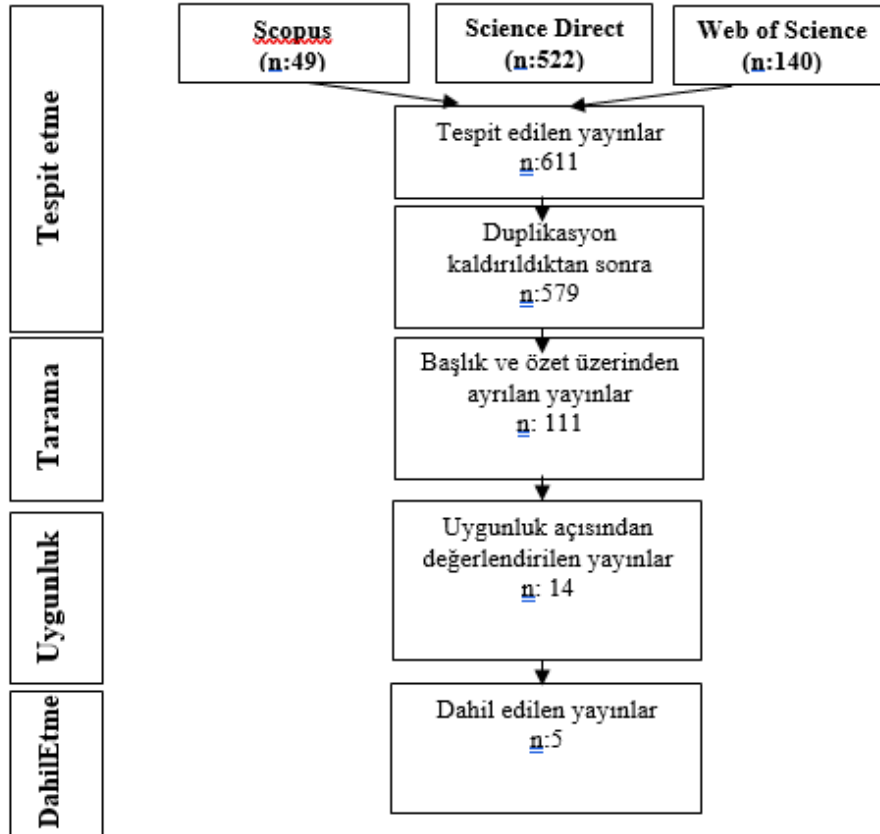 Scopus
(n:49)
Science Direct
(n:522)
Web of Science
(n:140)
Tespit etme
Tespit edilen yayınlar
n:611
Duplikasyon
kaldırıldıktan sonra
n:579
Tarama
Başlık ve özet üzerinden
ayrılan yayınlar
n: 111
Uygunluk
Uygunluk açısından
değerlendirilen yayınlar
n: 14
DahilEtme
Dahil edilen yayınlar
n:5